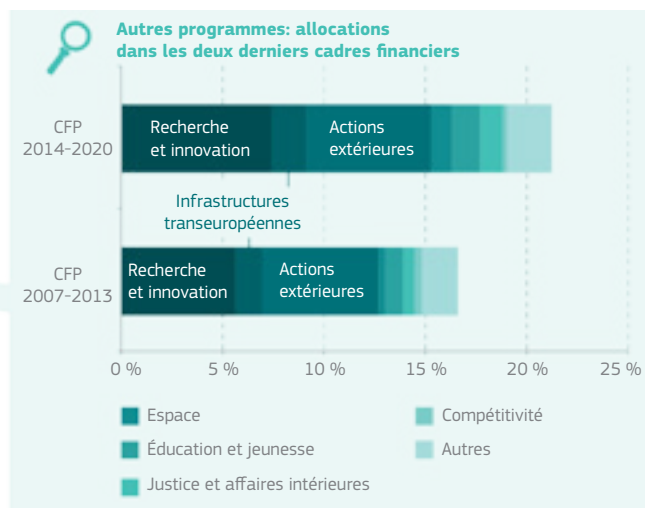 Autres programmes: allocations
dans les deux derniers cadres financiers
CFP
2014-2020
Recherche
et innovation
Actions
extérieures
Infrastructures
transeuropéennes
CFP
2007-2013
Recherche
et innovation
Actions
extérieures
0 % 5 % 10 % 15 % 20 % 25 %
Espace
Compétitivité
Éducation et jeunesse
Autres
Justice et affaires intérieures